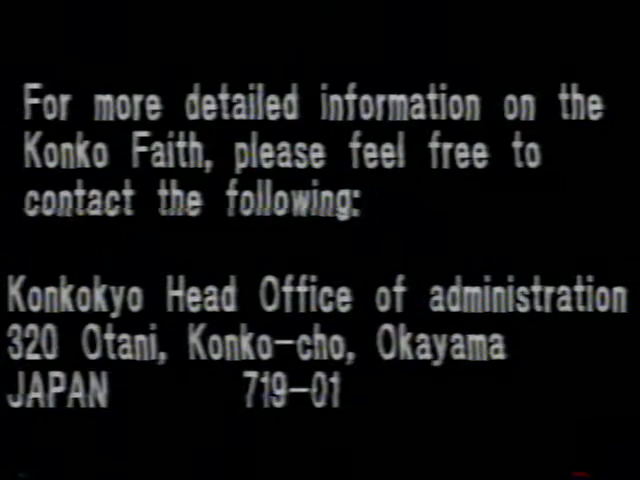 For more detailed information on the
Konko Faith, please feel free to
contact the following:
Konkokyo Head Office of administration
320 Otani, Konko-cho, Okayama
JAPAN 719-01